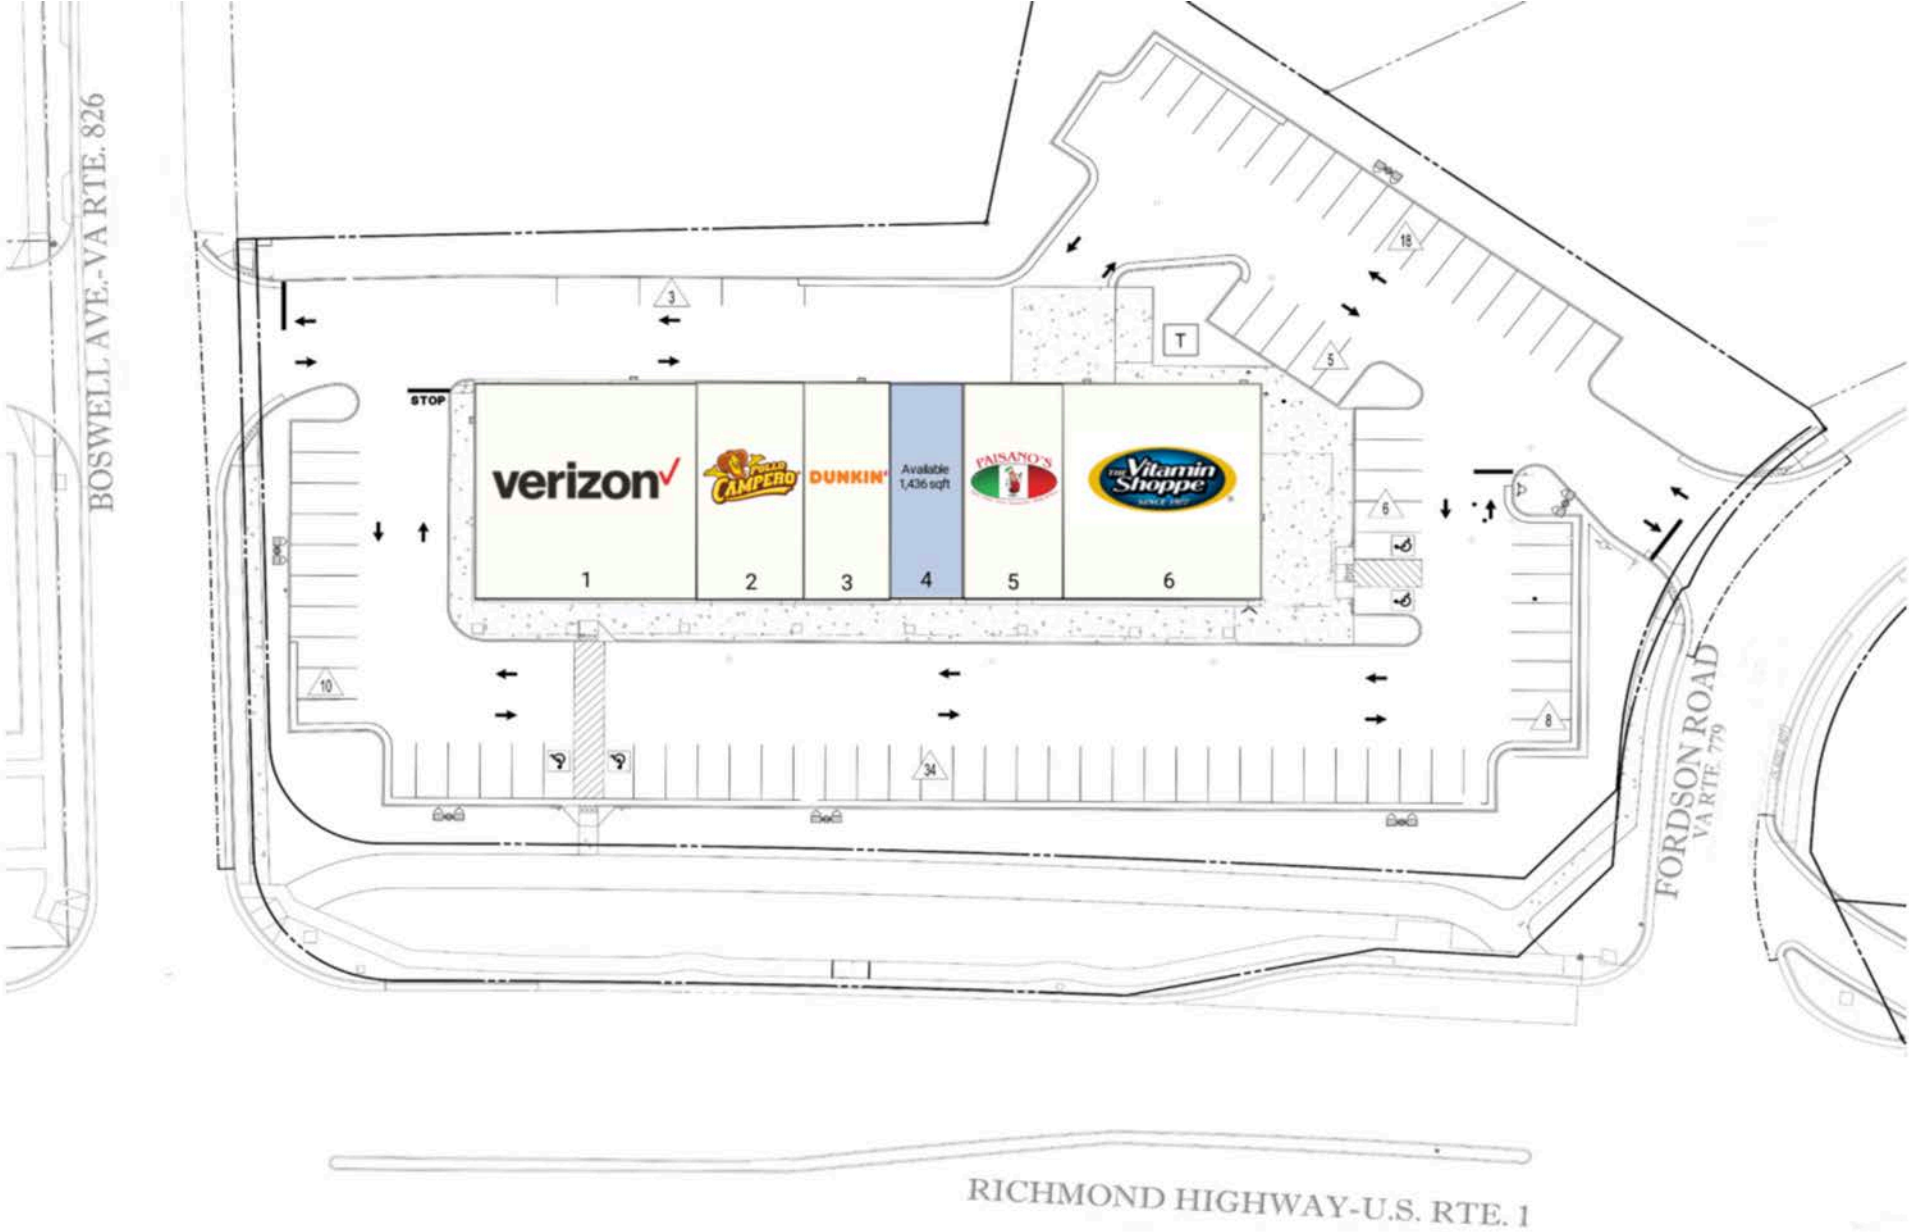 BOSWELL AVE.-VA RTE. 826
18
3
5
T
STOP
verizon
POLLO
CAMPERO
DUNKIN'
Available
1,436 sqft
PAISANO'S
THE Vitamin
Shoppe
SINCE 1977
®
6
1
2
3
4
5
6
10
34
8
FORDSON ROAD
VA RTE. 779
RICHMOND HIGHWAY-U.S. RTE. 1